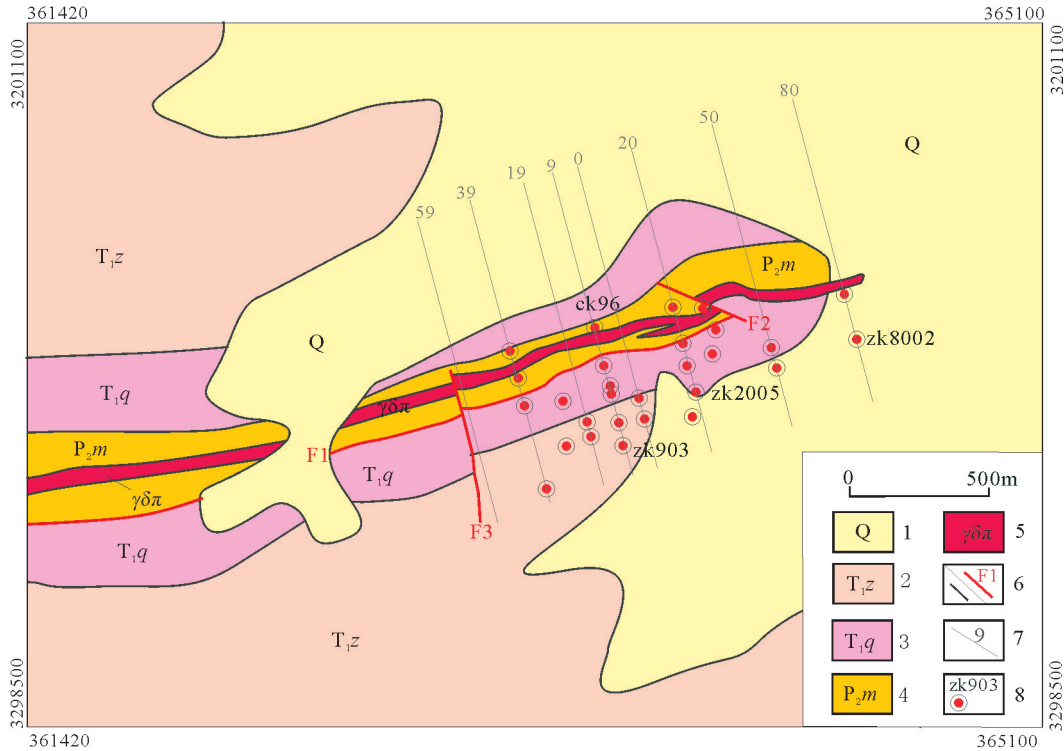 361420
365100
3201100
3201100
80
Q
50
20
0
9
19
39
59
T₁z
P₂m
ck96
F2
Q
zk8002
T₁q
γδπ
zk2005
P₂m
F1
zk903
γδπ
T₁q
F3
T₁q
T₁z
0 500m
Q 1
γδπ 5
T₁z 2
F1 6
T₁q 3
9 7
P₂m 4
zk903 8
3298500
3298500
361420
365100